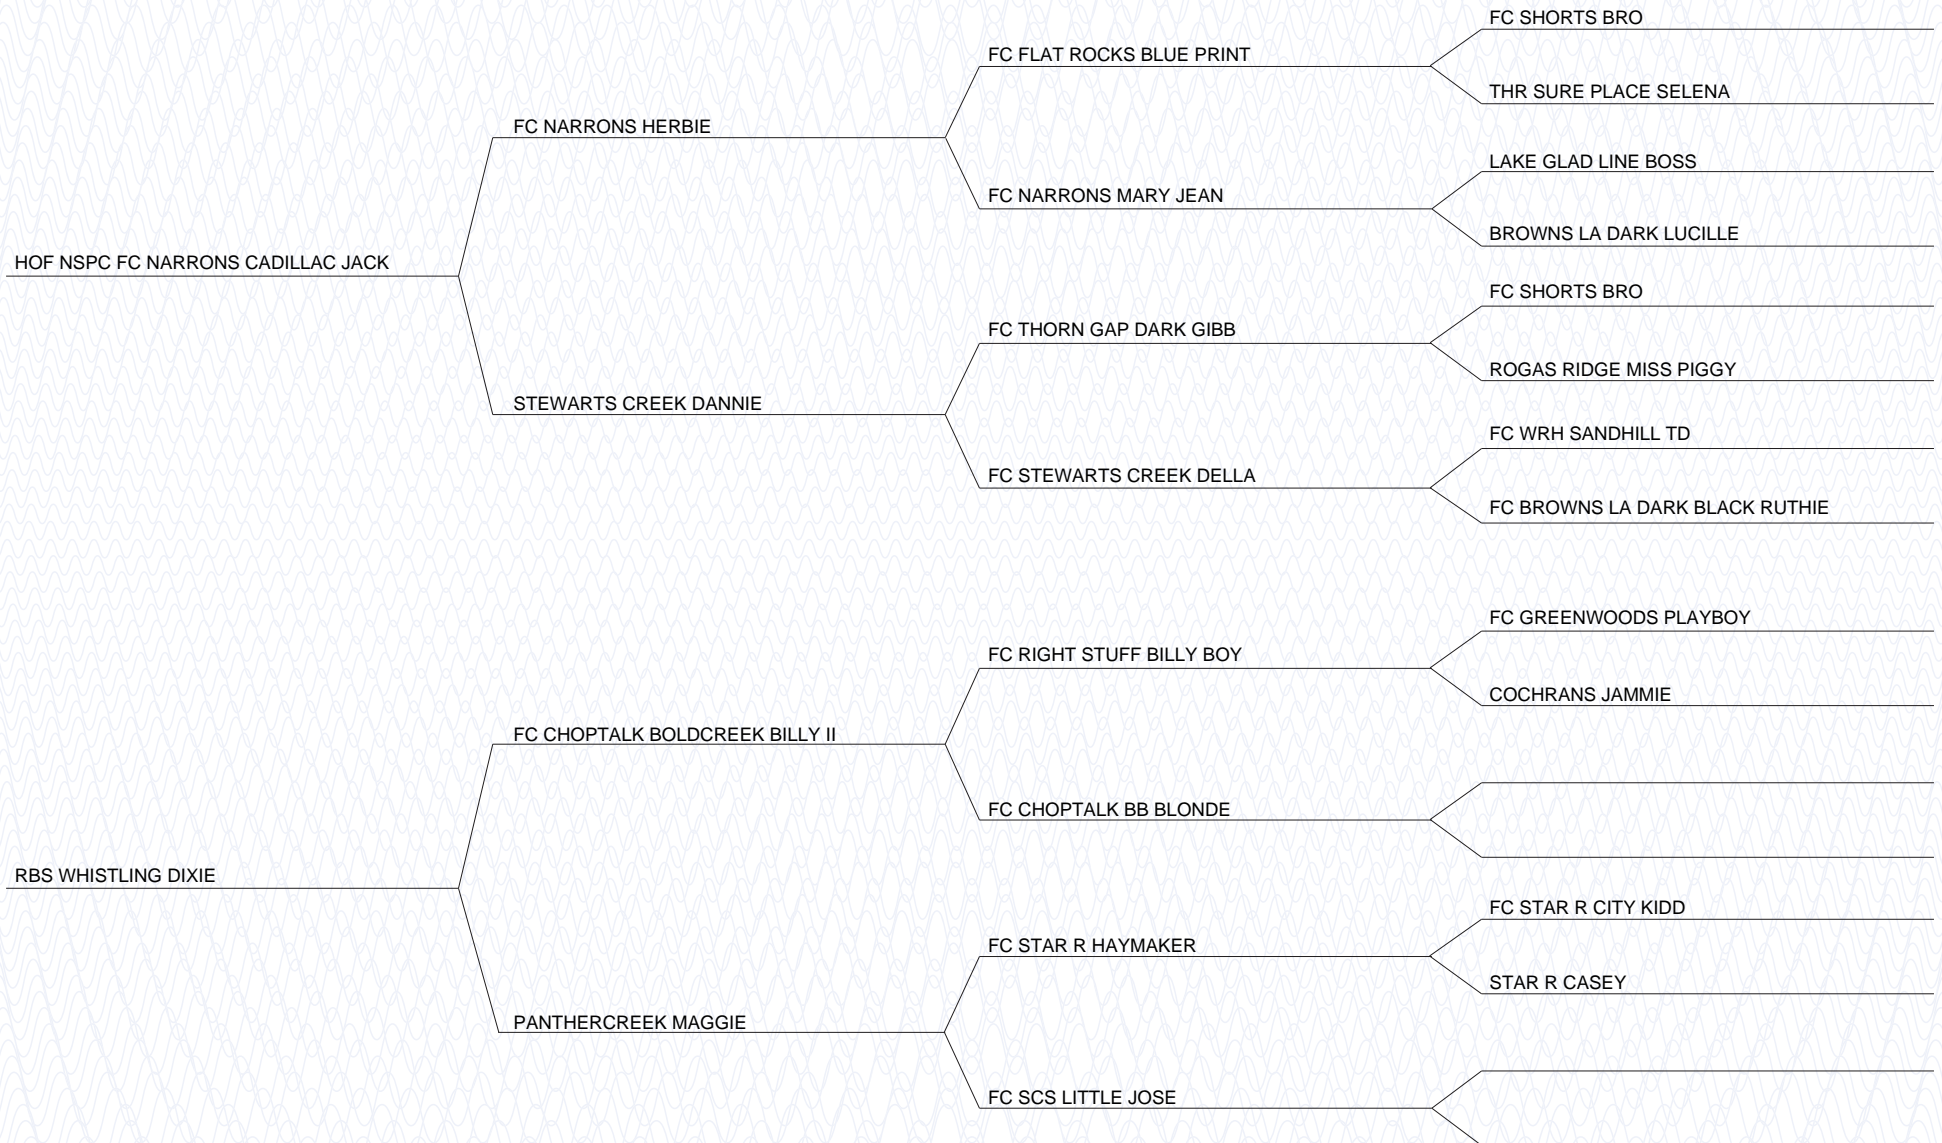 FC SHORTS BRO
FC FLAT ROCKS BLUE PRINT
THR SURE PLACE SELENA
FC NARRONS HERBIE
LAKE GLAD LINE BOSS
FC NARRONS MARY JEAN
BROWNS LA DARK LUCILLE
HOF NSPC FC NARRONS CADILLAC JACK
FC SHORTS BRO
FC THORN GAP DARK GIBB
ROGAS RIDGE MISS PIGGY
STEWARTS CREEK DANNIE
FC WRH SANDHILL TD
FC STEWARTS CREEK DELLA
FC BROWNS LA DARK BLACK RUTHIE
FC GREENWOODS PLAYBOY
FC RIGHT STUFF BILLY BOY
COCHRANS JAMMIE
FC CHOPTALK BOLDCREEK BILLY II
FC CHOPTALK BB BLONDE
RBS WHISTLING DIXIE
FC STAR R CITY KIDD
FC STAR R HAYMAKER
STAR R CASEY
PANTHERCREEK MAGGIE
FC SCS LITTLE JOSE